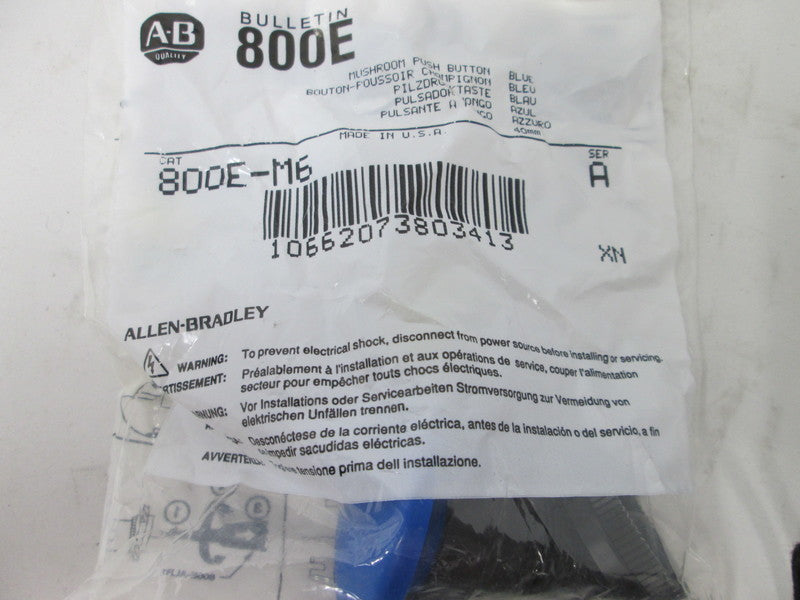 A-B
QUALITY
BULLETIN
800E
MUSHROOM PUSH BUTTON BLUE
BOUTON-POUSSOIR BLEU
BLAU
PULSADOR AZUL
PULSANTE A AZZURO
40mm
MADE IN U.S.A.
CAT SER
800E-M6 A
10662073803413
XN
ALLEN-BRADLEY
WARNING: To prevent electrical shock, disconnect from power source before installing or servicing.
RTISSEMENT: Préalablement à l'installation et aux opérations de service, couper l'alimentation
secteur pour empêcher touts chocs électriques.
NUNG: Vor Installations oder Servicearbeiten Stromversorgung zur Vermeidung von
elektrischen Unfällen trennen.
Desconéctese de la corriente eléctrica, antes de la instalación o del servicio, a fin
impedir sacudidas eléctricas.
AVVERTEN tensione prima dell installazione.